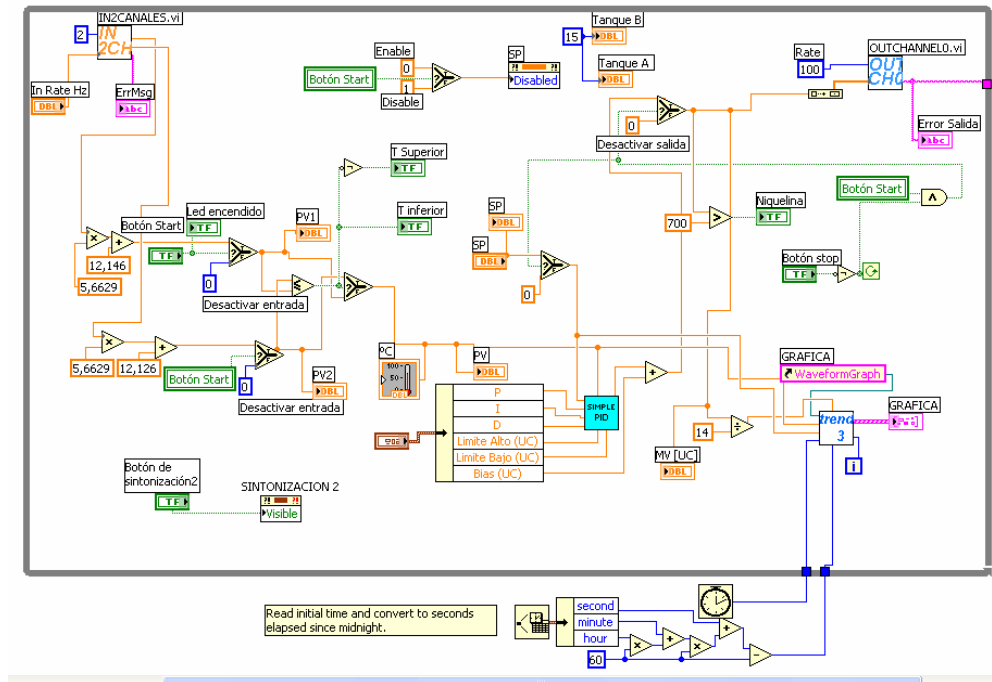 IN2CANALES.vi
2
IN
2CH
In Rate Hz
DBL
ErrMsg
abc
Enable
0
Botón Start
1
Disable
SP
Disabled
Tanque B
15
DBL
Tanque A
DBL
Rate
100
OUTCHANNEL0.vi
OUT
CH0
Error Salida
abc
0
Desactivar salida
T Superior
TF
T inferior
TF
Botón Start
Niquelina
TF
700
Botón stop
TF
Led encendido
TF
Botón Start
TF
PV1
DBL
12,146
5,6629
0
Desactivar entrada
SP
DBL
SP
DBL
0
5,6629
12,126
Botón Start
0
PV2
DBL
Desactivar entrada
ºC
100-
50-
0-
DBL
PV
DBL
P
I
D
Limite Alto (UC)
Limite Bajo (UC)
Bias (UC)
SIMPLE
PID
GRAFICA
WaveformGraph
GRAFICA
14
MV [UC]
DBL
trend
3
i
Botón de
sintonización2
TF
SINTONIZACION 2
Visible
Read initial time and convert to seconds
elapsed since midnight.
second
minute
hour
60